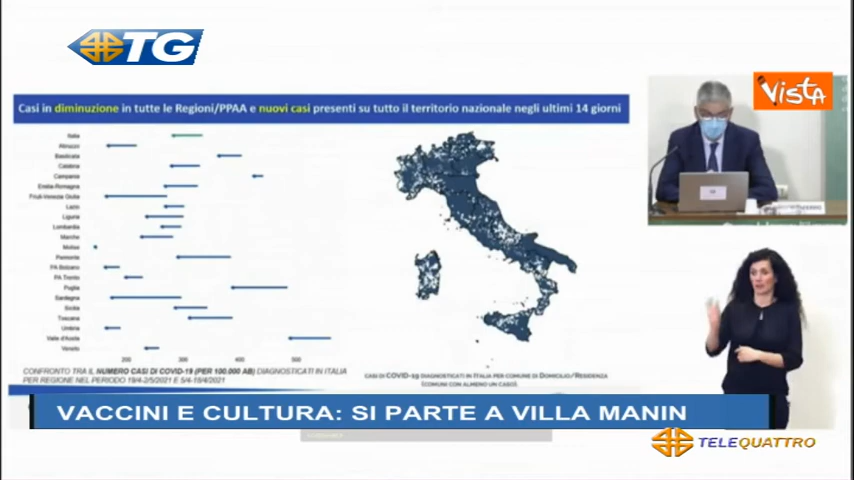 TG
Vista
Casi in diminuzione in tutte le Regioni/PPAA e nuovi casi presenti su tutto il territorio nazionale negli ultimi 14 giorni
Italia
Abruzzo
Basilicata
Calabria
Campania
Emilia-Romagna
Friuli-Venezia Giulia
Lazio
Liguria
Lombardia
Marche
Molise
Piemonte
PA Bolzano
PA Trento
Puglia
Sardegna
Sicilia
Toscana
Umbria
Valle d'Aosta
Veneto
200 300 400 500
CONFRONTO TRA IL NUMERO CASI DI COVID-19 (PER 100.000 AB) DIAGNOSTICATI IN ITALIA
PER REGIONE NEL PERIODO 19/4-2/5/2021 E 5/4-18/4/2021
CASI DI COVID-19 DIAGNOSTICATI IN ITALIA PER COMUNE DI DOMICILIO/RESIDENZA
(COMUNI CON ALMENO UN CASO)
VACCINI E CULTURA: SI PARTE A VILLA MANIN
TELEQUATTRO